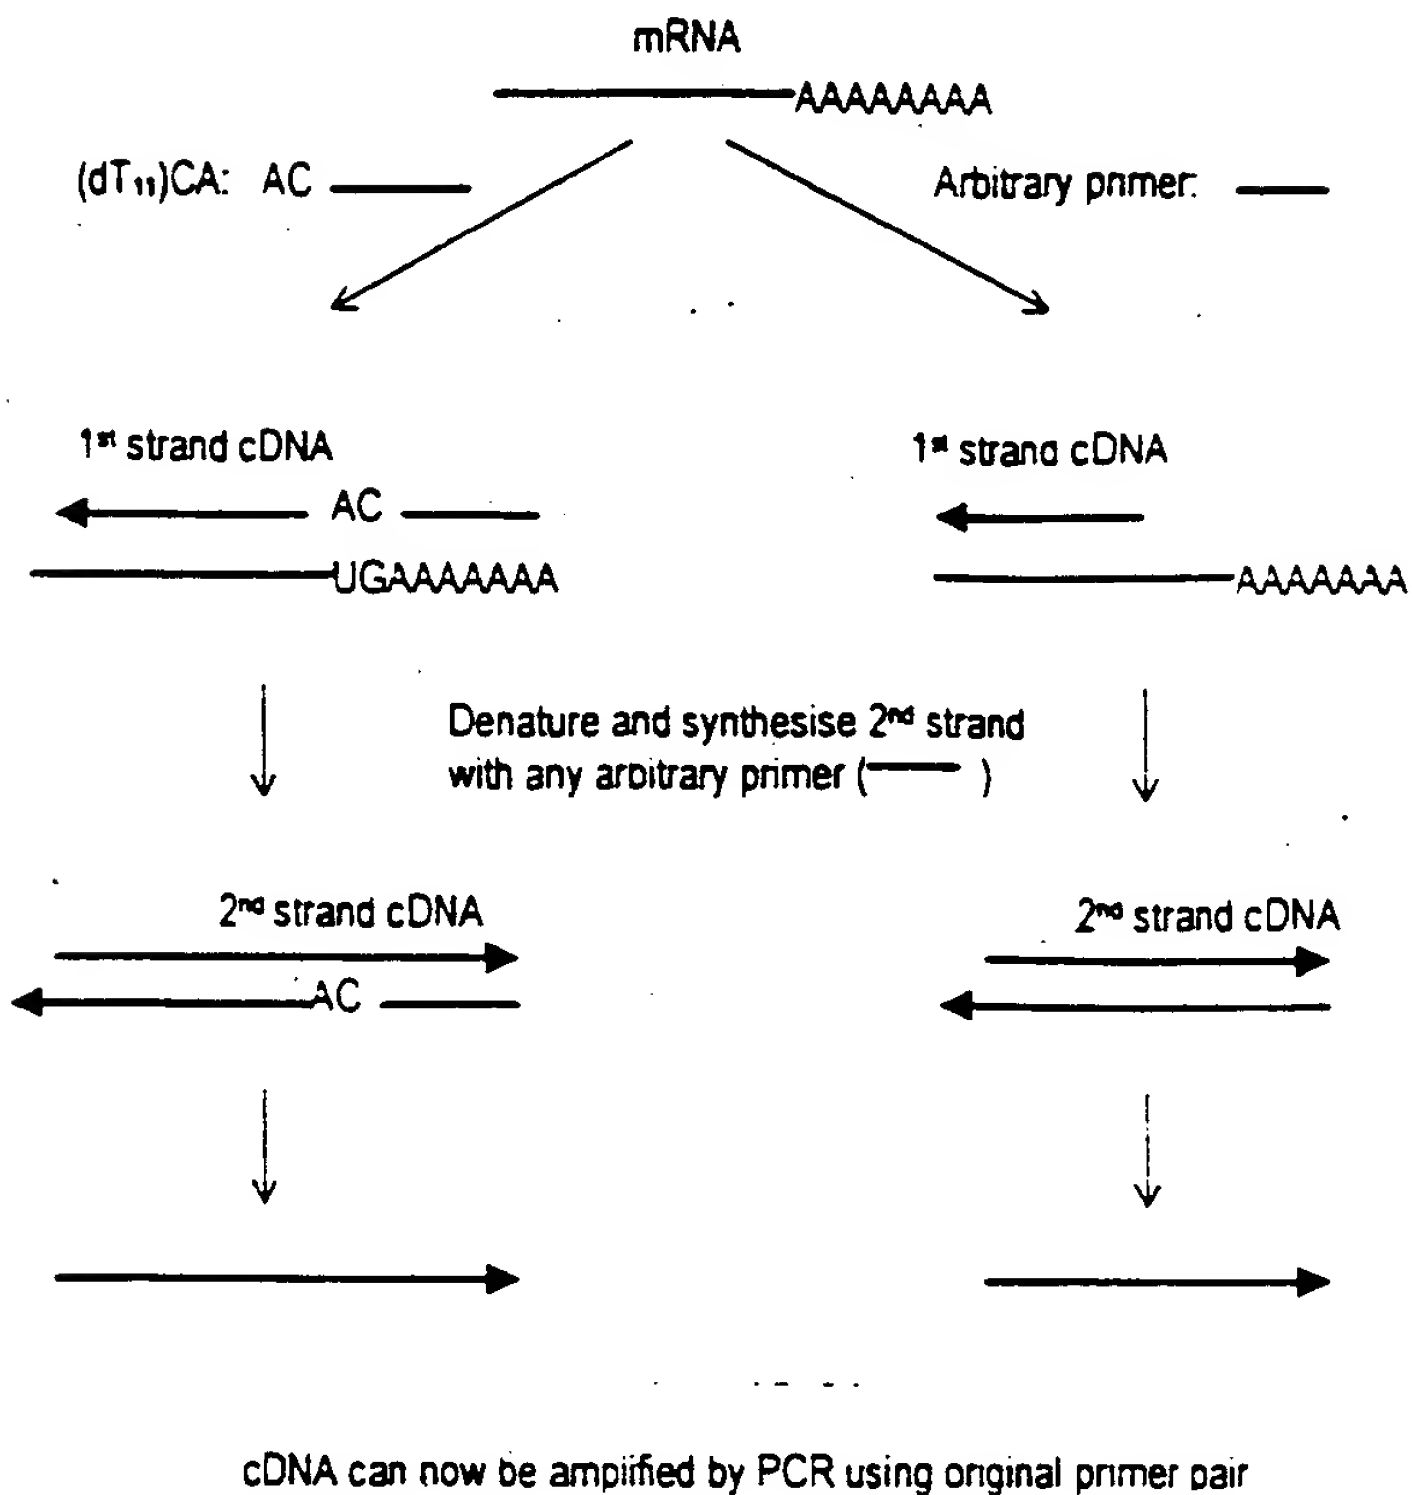 mRNA
AAAAAAAA
(dT₁₁)CA: AC
Arbitrary primer:
1st strand cDNA
1st strand cDNA
AC
UGAAAAAAA
AAAAAAA
Denature and synthesise 2nd strand
with any arbitrary primer ( )
2nd strand cDNA
2nd strand cDNA
AC
cDNA can now be amplified by PCR using original primer pair